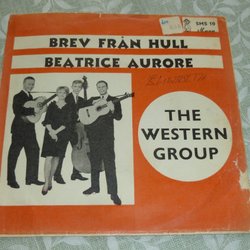 SMS 10
BREV FRÅN HULL
BEATRICE AURORE
THE
WESTERN
GROUP